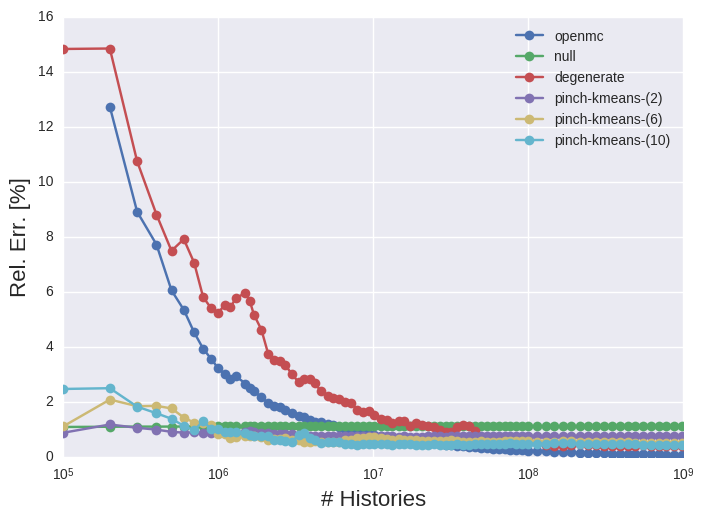 16
14
12
10
8
6
4
2
0
Rel. Err. [%]
10⁵
10⁶
10⁷
10⁸
10⁹
# Histories
openmc
null
degenerate
pinch-kmeans-(2)
pinch-kmeans-(6)
pinch-kmeans-(10)